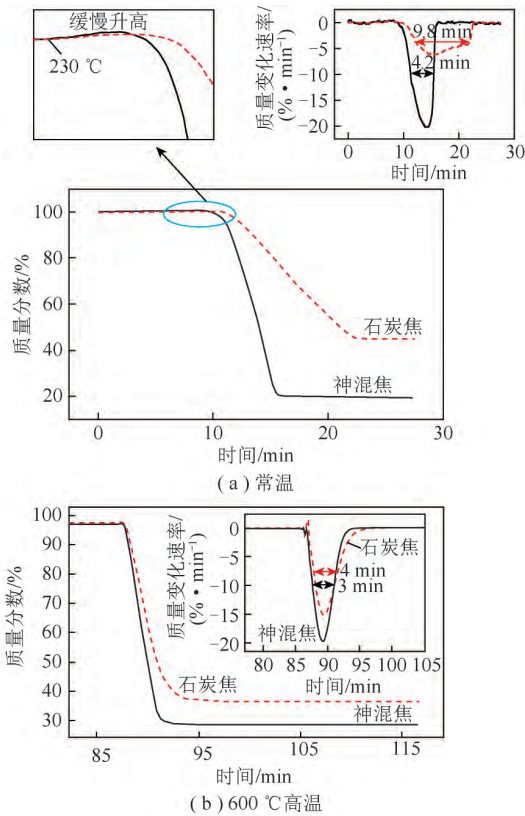 缓慢升高
230 ℃
质量变化速率/
(%·min⁻¹)
0
−5
−10
−15
−20
9.8 min
4.2 min
0 10 20 30
时间/min
质量分数/%
100
80
60
40
20
石炭焦
神混焦
0 10 20 30
时间/min
(a)常温
质量分数/%
100
90
80
70
60
50
40
30
质量变化速率/
(%·min⁻¹)
0
−5
−10
−15
−20
石炭焦
4 min
3 min
神混焦
80 85 90 95 100 105
时间/min
石炭焦
神混焦
85 95 105 115
时间/min
(b)600 ℃高温